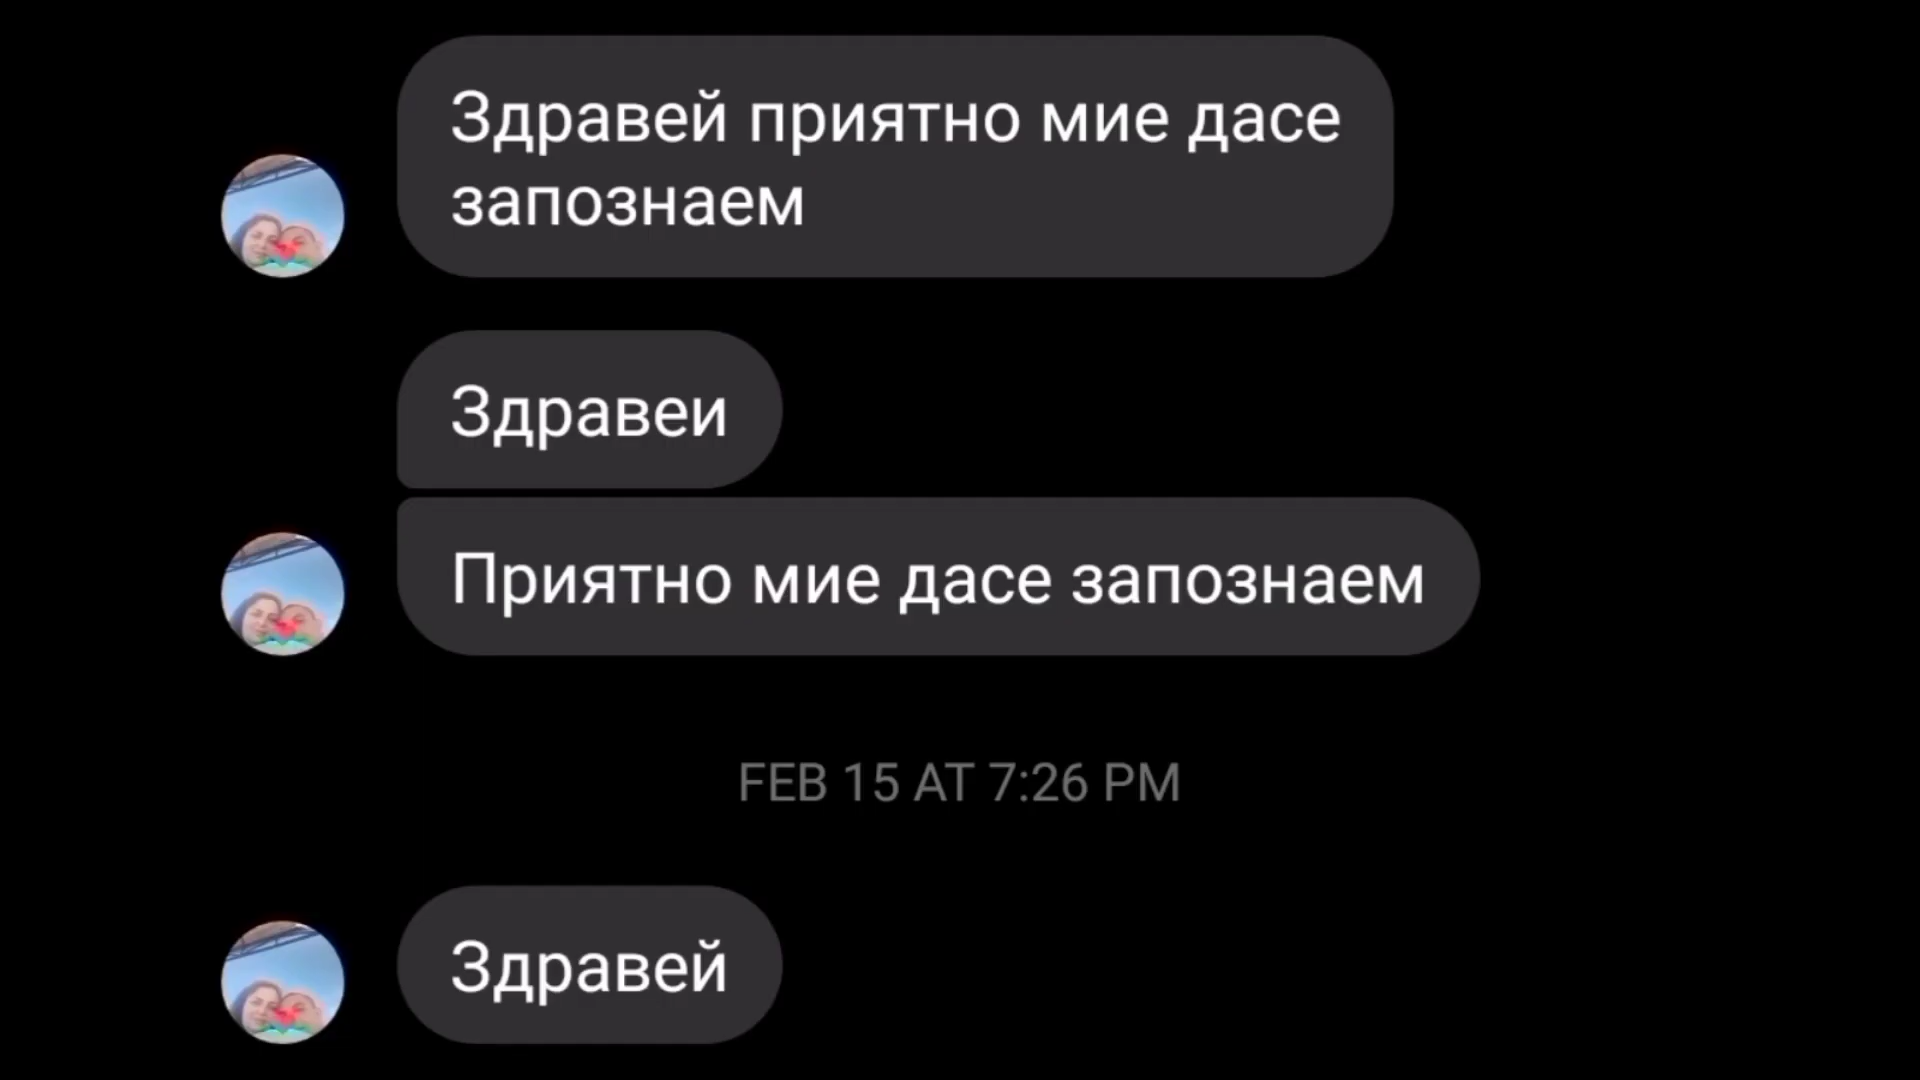 Здравей приятно мие дасе
запознаем
Здравеи
Приятно мие дасе запознаем
FEB 15 AT 7:26 PM
Здравей